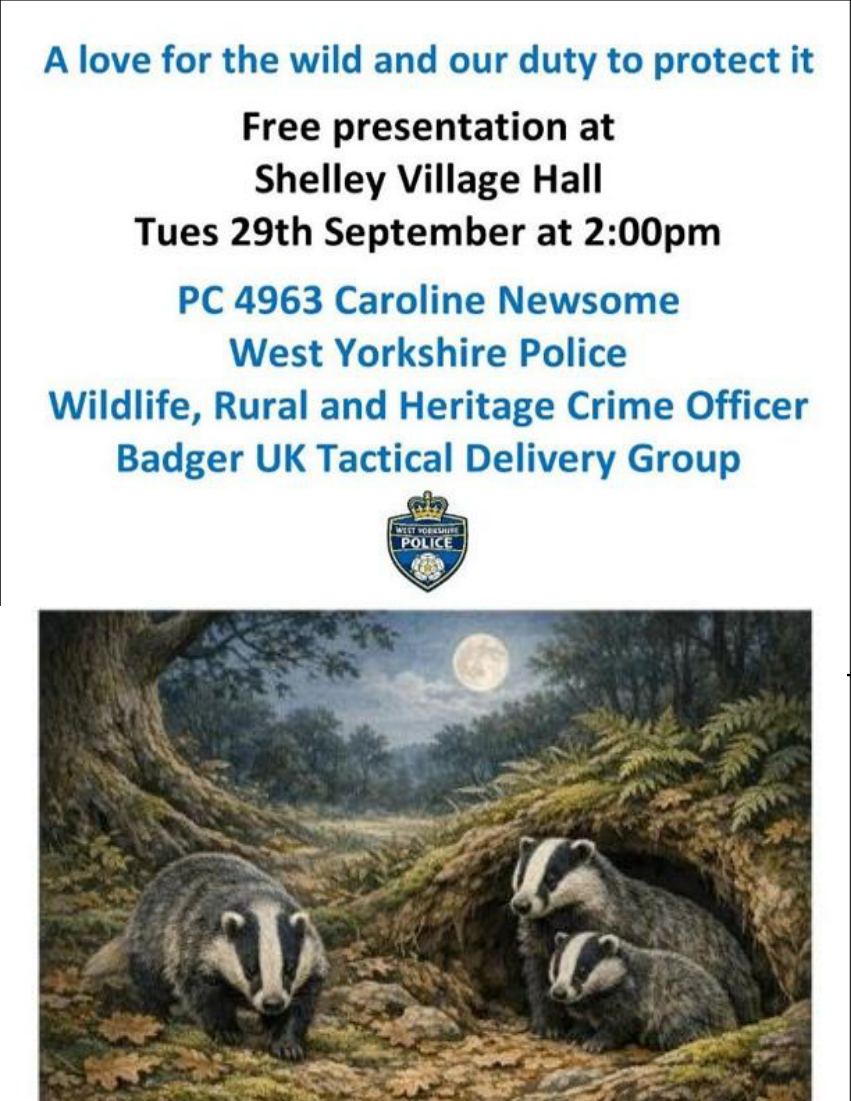 A love for the wild and our duty to protect it
Free presentation at
Shelley Village Hall
Tues 29th September at 2:00pm
PC 4963 Caroline Newsome
West Yorkshire Police
Wildlife, Rural and Heritage Crime Officer
Badger UK Tactical Delivery Group
WEST YORKSHIRE
POLICE